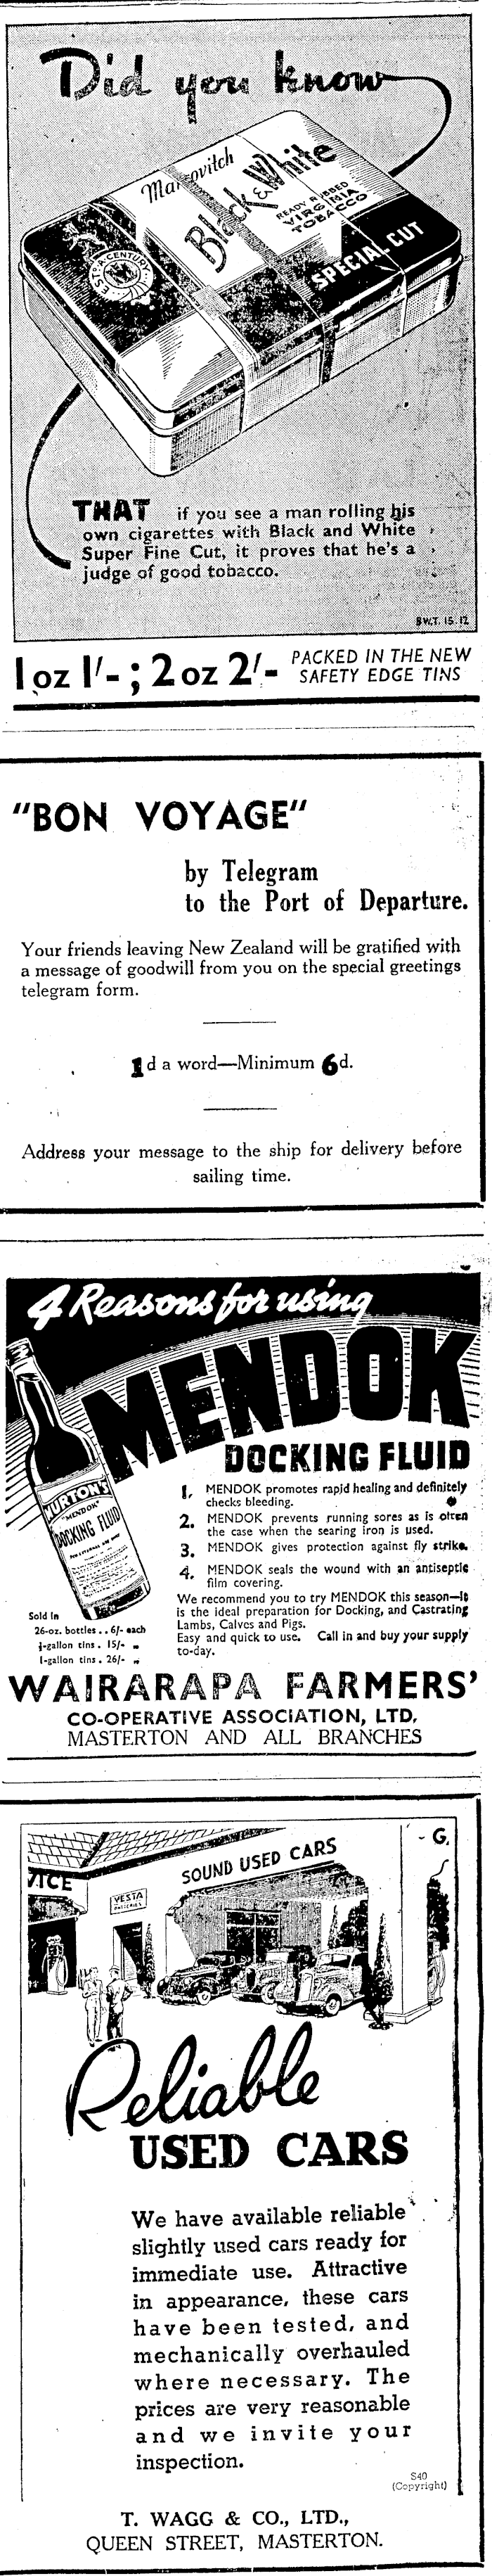 Did you know
Marcovitch
Black & White
READY RUBBED
VIRGINIA
TOBACCO
SPECIAL CUT
THAT if you see a man rolling his
own cigarettes with Black and White
Super Fine Cut, it proves that he's a
judge of good tobacco.
B.W.T. 15.12
1 oz 1/- ; 2 oz 2/- PACKED IN THE NEW
SAFETY EDGE TINS
"BON VOYAGE"
by Telegram
to the Port of Departure.
Your friends leaving New Zealand will be gratified with
a message of goodwill from you on the special greetings
telegram form.
1d a word—Minimum 6d.
Address your message to the ship for delivery before
sailing time.
4 Reasons for using
MENDOK
DOCKING FLUID
BURTON'S
"MENDOK"
DOCKING FLUID
1. MENDOK promotes rapid healing and definitely
checks bleeding.
2. MENDOK prevents running sores as is often
the case when the searing iron is used.
3. MENDOK gives protection against fly strike.
4. MENDOK seals the wound with an antiseptic
film covering.
We recommend you to try MENDOK this season—it
is the ideal preparation for Docking, and Castrating
Lambs, Calves and Pigs.
Easy and quick to use. Call in and buy your supply
to-day.
Sold in
26-oz. bottles . . 6/- each
½-gallon tins . 15/- „
1-gallon tins . 26/- „
WAIRARAPA FARMERS'
CO-OPERATIVE ASSOCIATION, LTD.
MASTERTON AND ALL BRANCHES
VICE
VESTA
BATTERIES
SOUND USED CARS
G.
Reliable
USED CARS
We have available reliable
slightly used cars ready for
immediate use. Attractive
in appearance, these cars
have been tested, and
mechanically overhauled
where necessary. The
prices are very reasonable
and we invite your
inspection.
S40
(Copyright)
T. WAGG & CO., LTD.,
QUEEN STREET, MASTERTON.